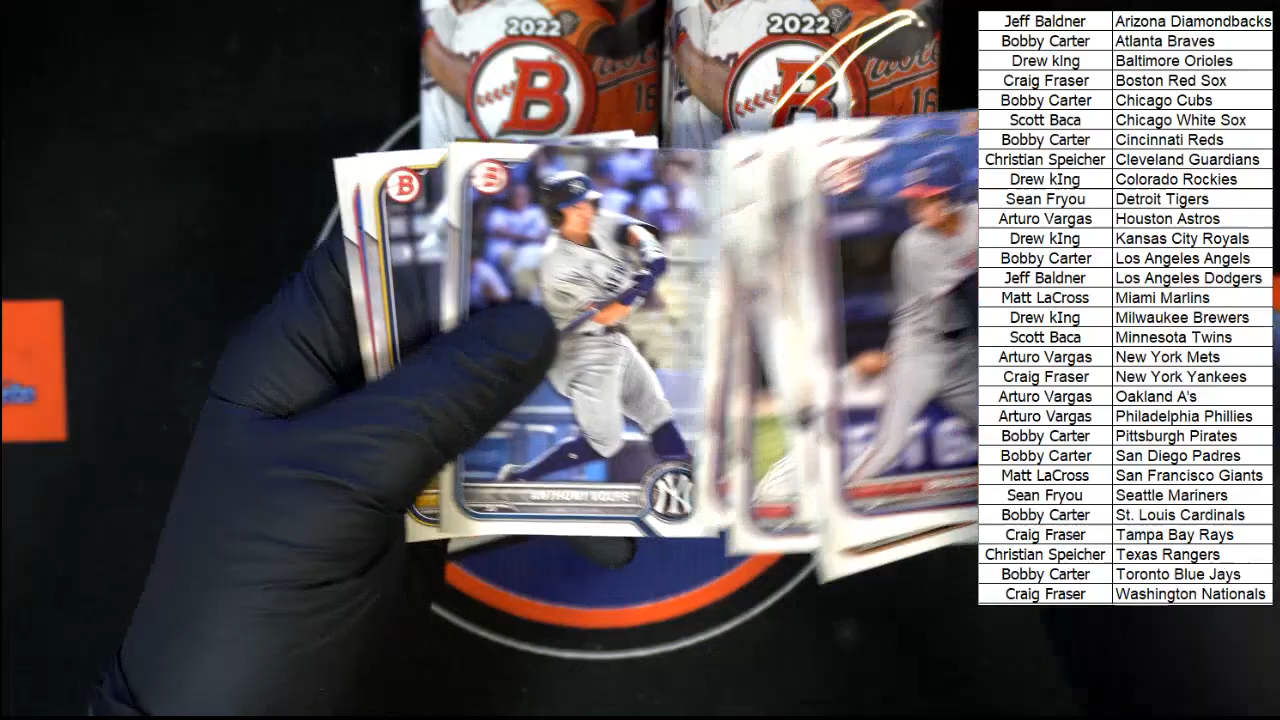 2022
2022
B
B
16
16
B
B
NY
Jeff Baldner Arizona Diamondbacks
Bobby Carter Atlanta Braves
Drew kIng Baltimore Orioles
Craig Fraser Boston Red Sox
Bobby Carter Chicago Cubs
Scott Baca Chicago White Sox
Bobby Carter Cincinnati Reds
Christian Speicher Cleveland Guardians
Drew kIng Colorado Rockies
Sean Fryou Detroit Tigers
Arturo Vargas Houston Astros
Drew kIng Kansas City Royals
Bobby Carter Los Angeles Angels
Jeff Baldner Los Angeles Dodgers
Matt LaCross Miami Marlins
Drew kIng Milwaukee Brewers
Scott Baca Minnesota Twins
Arturo Vargas New York Mets
Craig Fraser New York Yankees
Arturo Vargas Oakland A's
Arturo Vargas Philadelphia Phillies
Bobby Carter Pittsburgh Pirates
Bobby Carter San Diego Padres
Matt LaCross San Francisco Giants
Sean Fryou Seattle Mariners
Bobby Carter St. Louis Cardinals
Craig Fraser Tampa Bay Rays
Christian Speicher Texas Rangers
Bobby Carter Toronto Blue Jays
Craig Fraser Washington Nationals